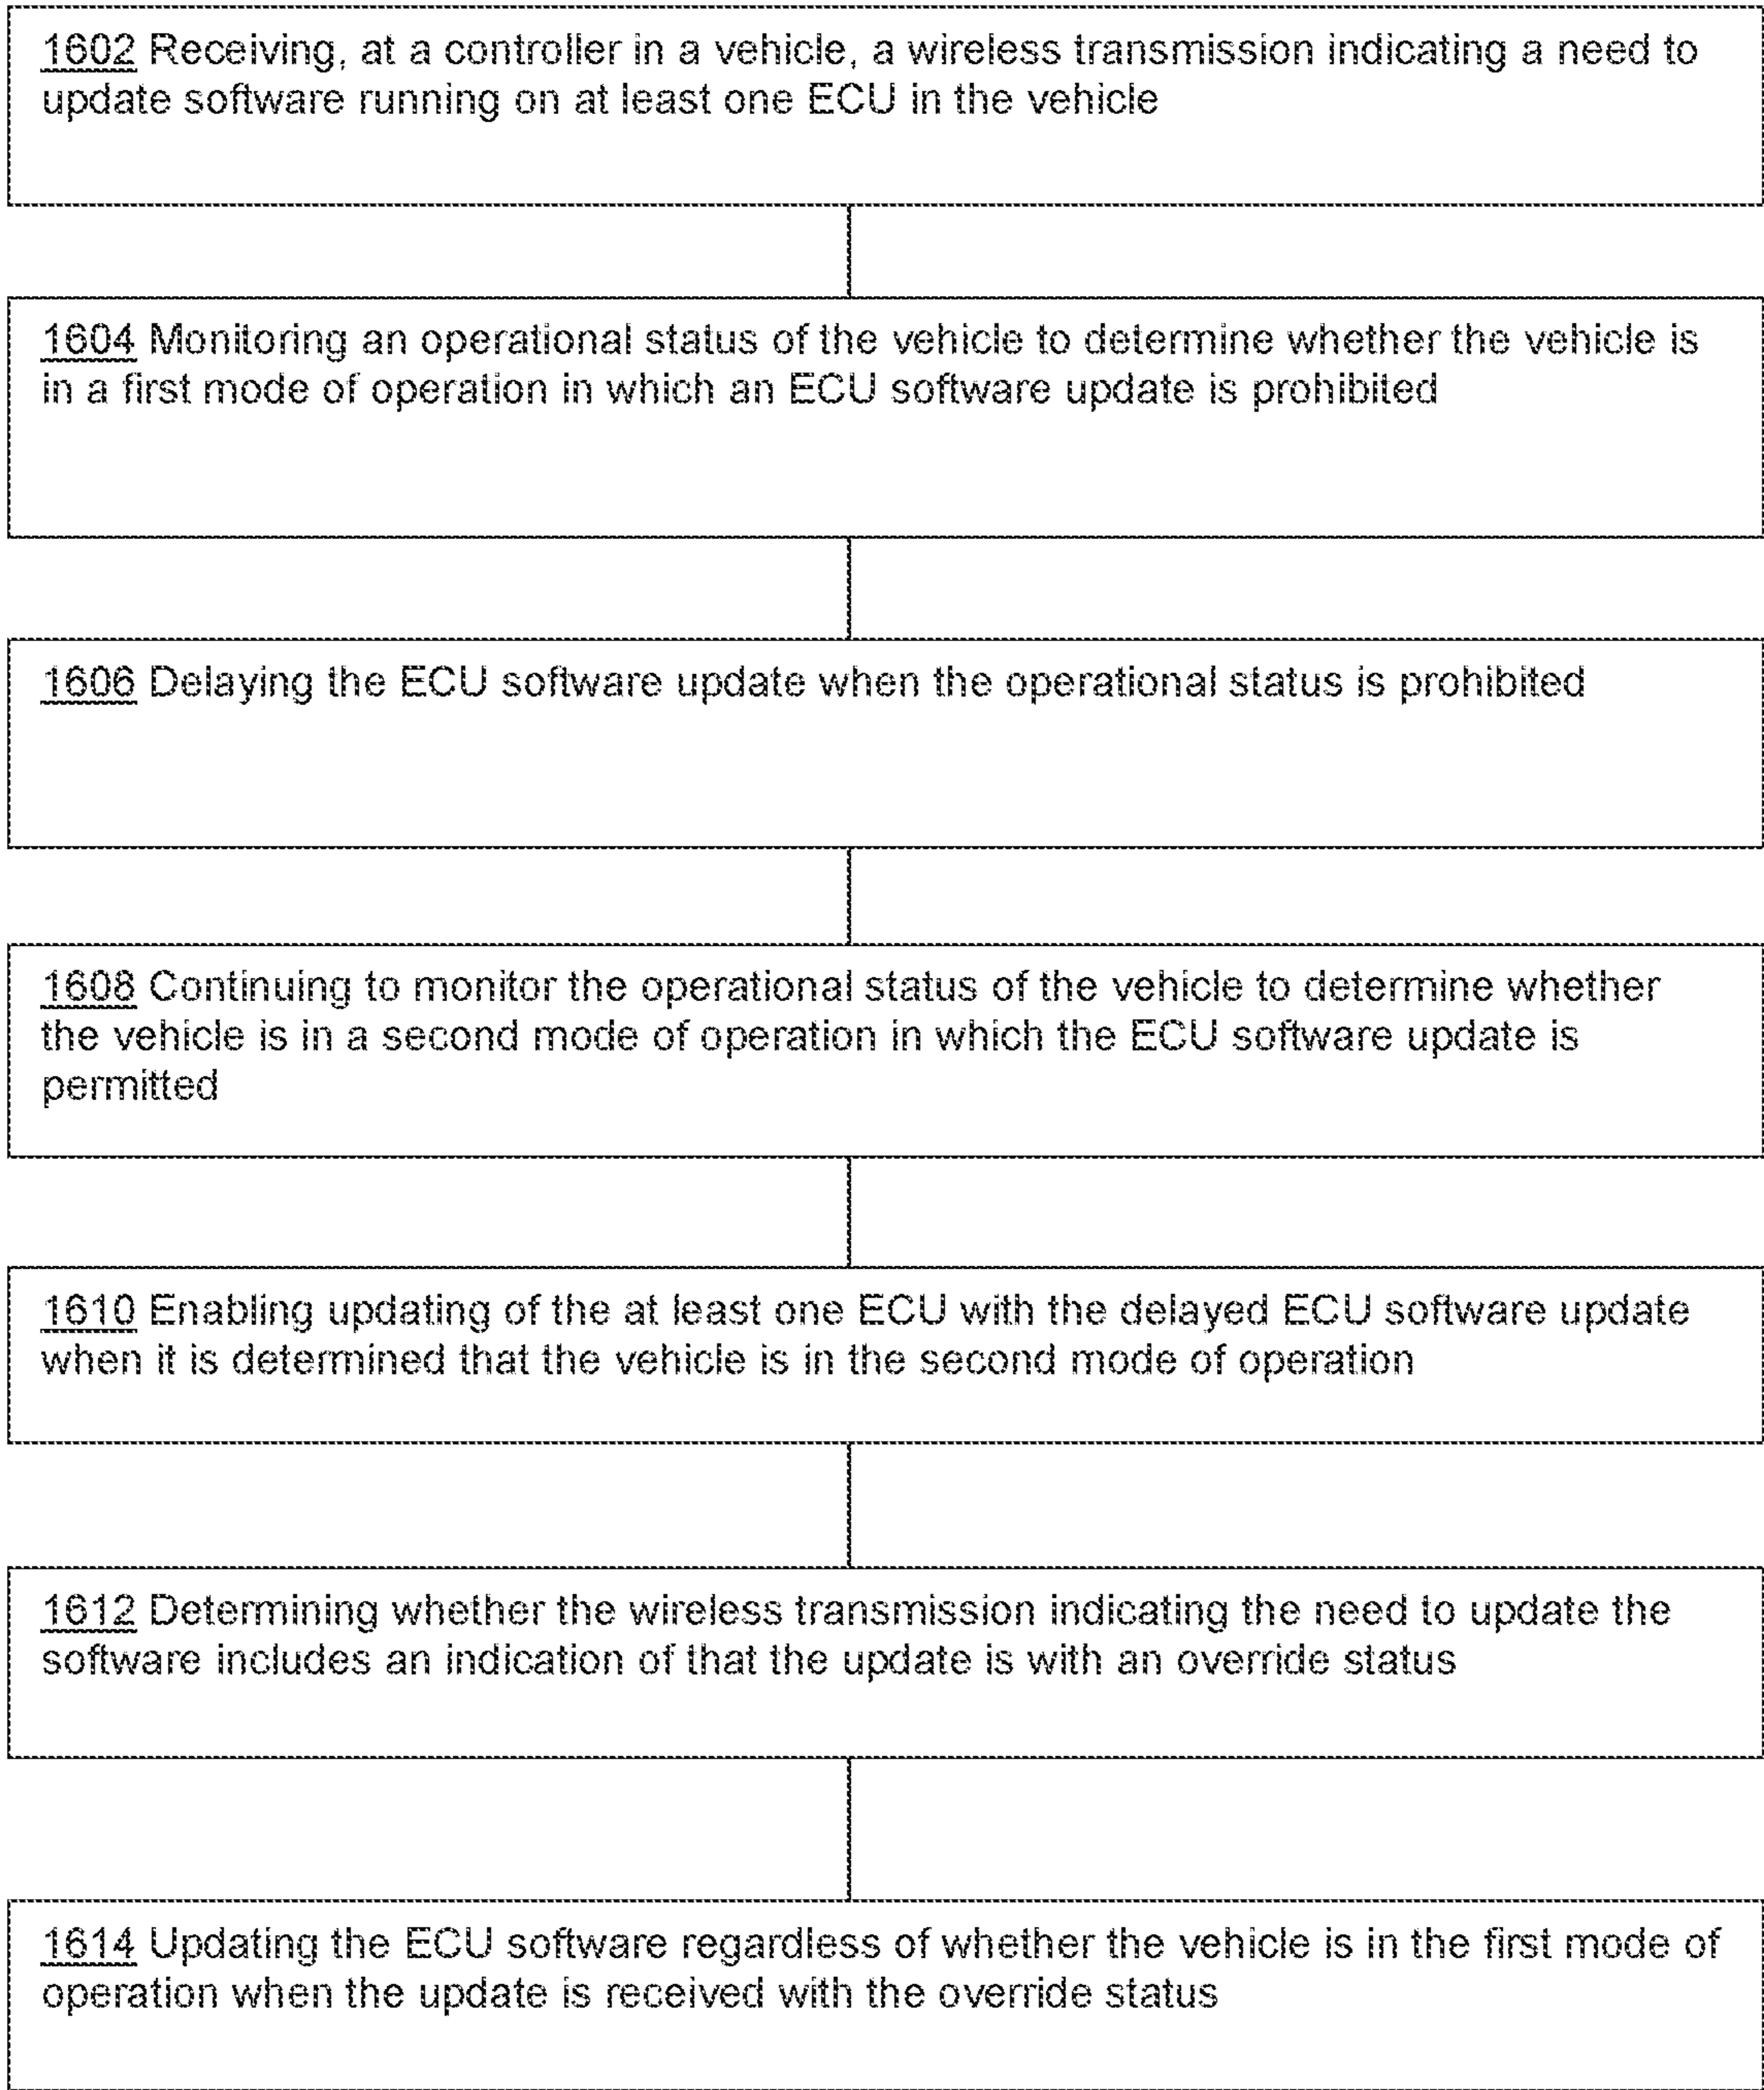 1602 Receiving, at a controller in a vehicle, a wireless transmission indicating a need to
update software running on at least one ECU in the vehicle
1604 Monitoring an operational status of the vehicle to determine whether the vehicle is
in a first mode of operation in which an ECU software update is prohibited
1606 Delaying the ECU software update when the operational status is prohibited
1608 Continuing to monitor the operational status of the vehicle to determine whether
the vehicle is in a second mode of operation in which the ECU software update is
permitted
1610 Enabling updating of the at least one ECU with the delayed ECU software update
when it is determined that the vehicle is in the second mode of operation
1612 Determining whether the wireless transmission indicating the need to update the
software includes an indication of that the update is with an override status
1614 Updating the ECU software regardless of whether the vehicle is in the first mode of
operation when the update is received with the override status